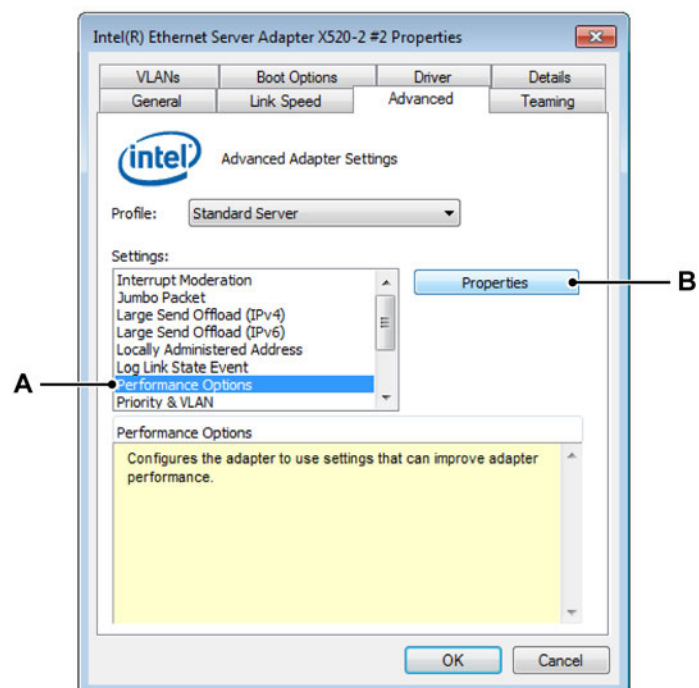 Intel(R) Ethernet Server Adapter X520-2 #2 Properties
VLANs Boot Options Driver Details
General Link Speed Advanced Teaming
intel Advanced Adapter Settings
Profile: Standard Server
Settings:
Interrupt Moderation
Jumbo Packet
Large Send Offload (IPv4)
Large Send Offload (IPv6)
Locally Administered Address
Log Link State Event
Performance Options
Priority & VLAN
Properties
B
A
Performance Options
Configures the adapter to use settings that can improve adapter
performance.
OK Cancel